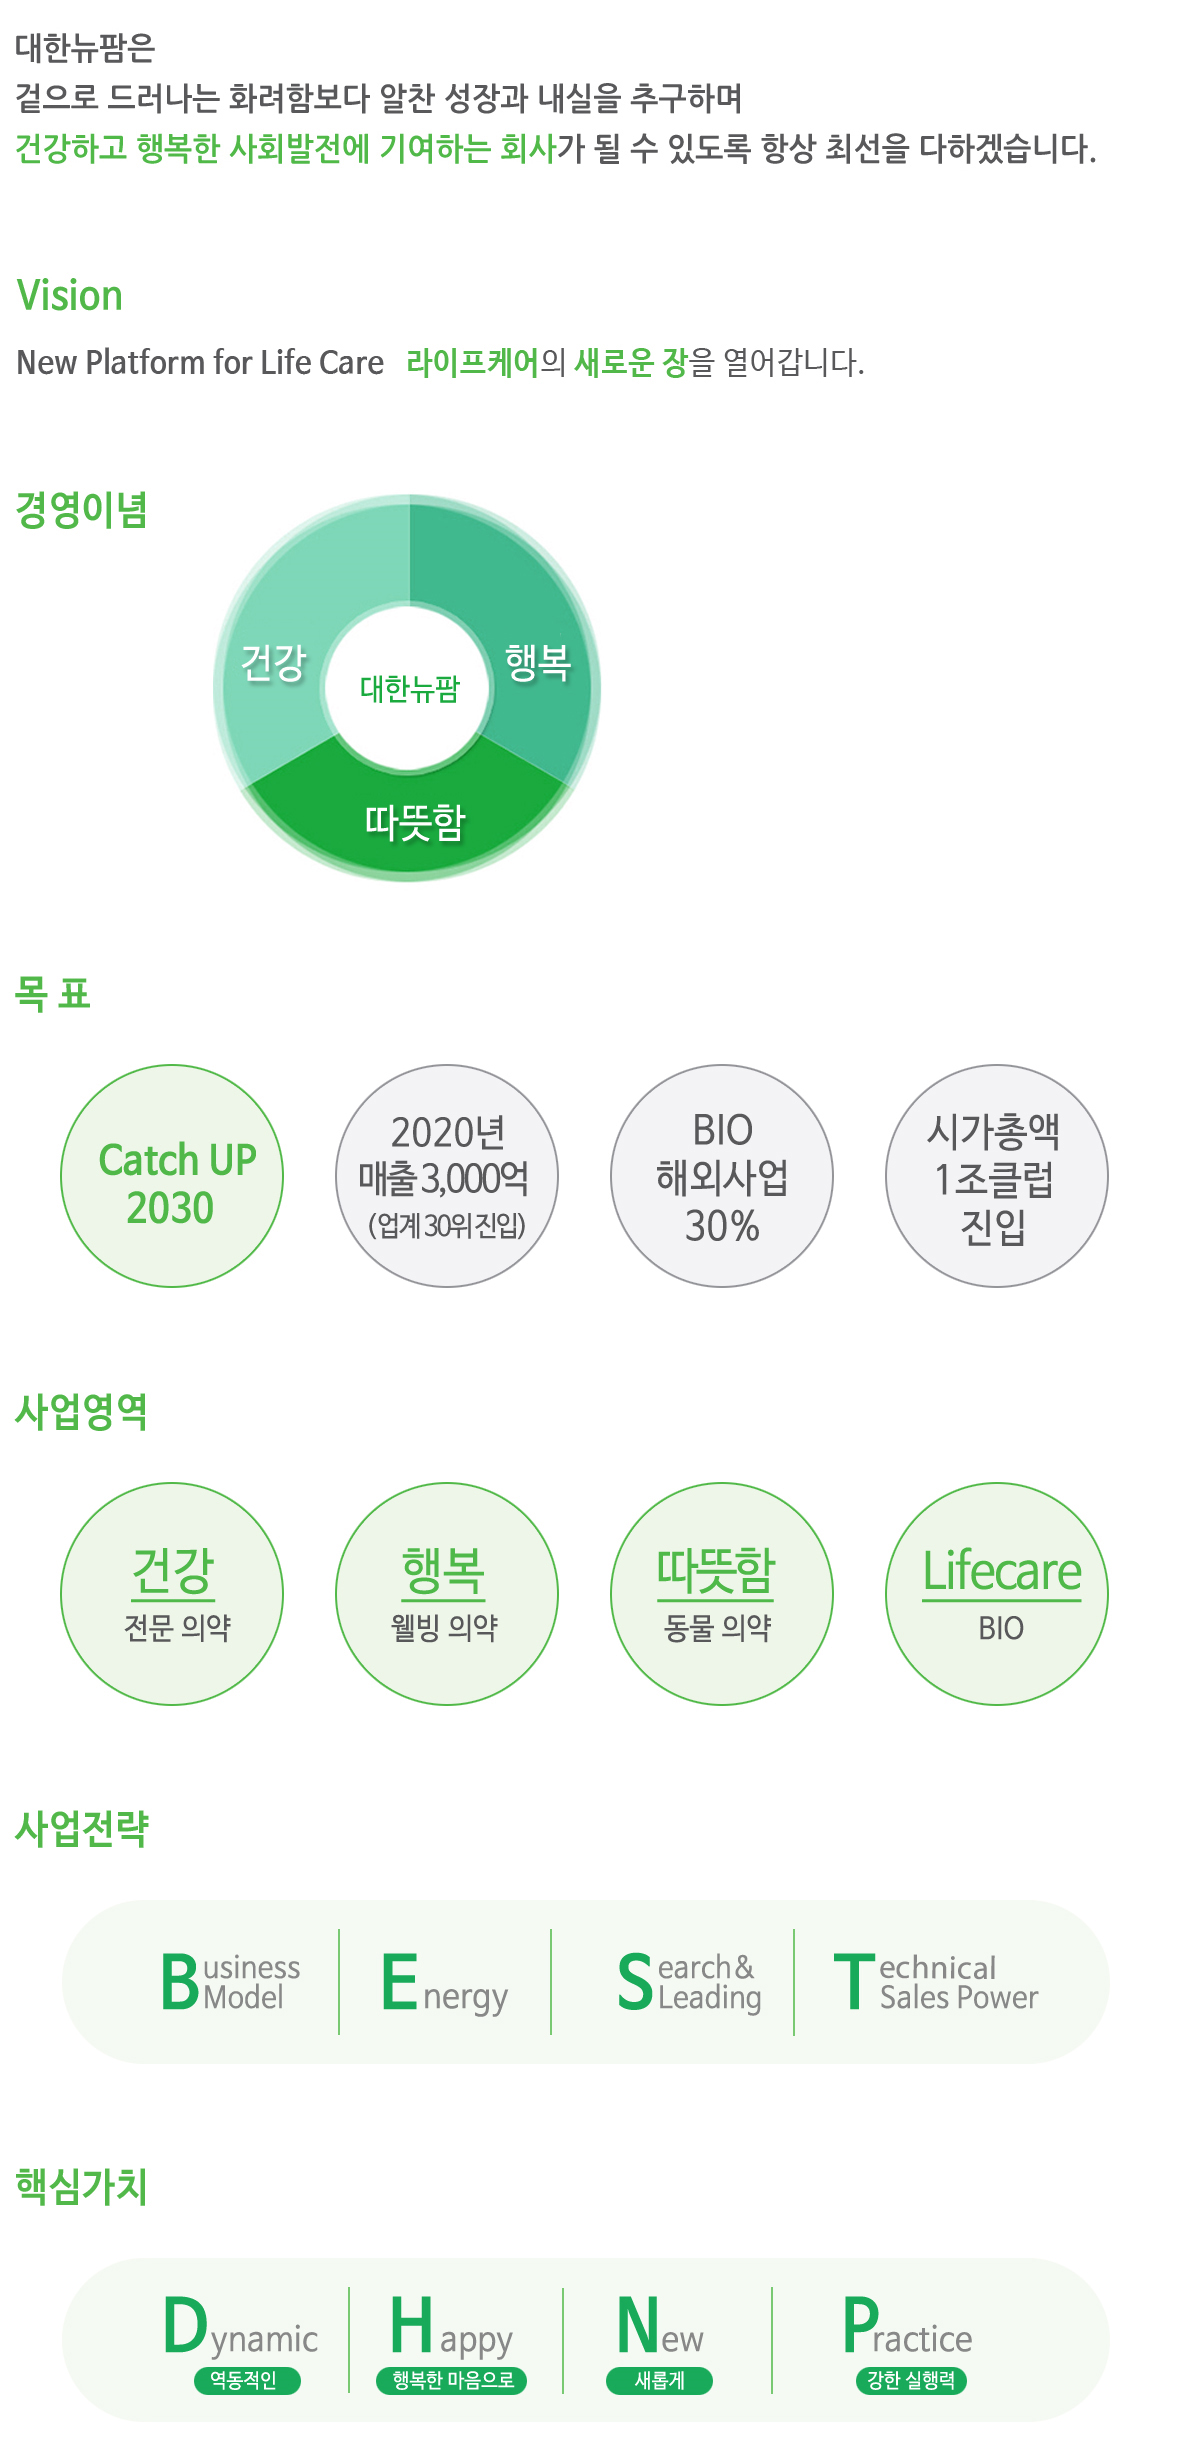 대한뉴팜은
겉으로 드러나는 화려함보다 알찬 성장과 내실을 추구하며
건강하고 행복한 사회발전에 기여하는 회사가 될 수 있도록 항상 최선을 다하겠습니다.
Vision
New Platform for Life Care 라이프케어의 새로운 장을 열어갑니다.
경영이념
건강
대한뉴팜
행복
따뜻함
목 표
Catch UP
2030
2020년
매출 3,000억
(업계 30위 진입)
BIO
해외사업
30%
시가총액
1조클럽
진입
사업영역
건강
전문 의약
행복
웰빙 의약
따뜻함
동물 의약
Lifecare
BIO
사업전략
Business
Model
Energy
Search &
Leading
Technical
Sales Power
핵심가치
Dynamic
역동적인
Happy
행복한 마음으로
New
새롭게
Practice
강한 실행력